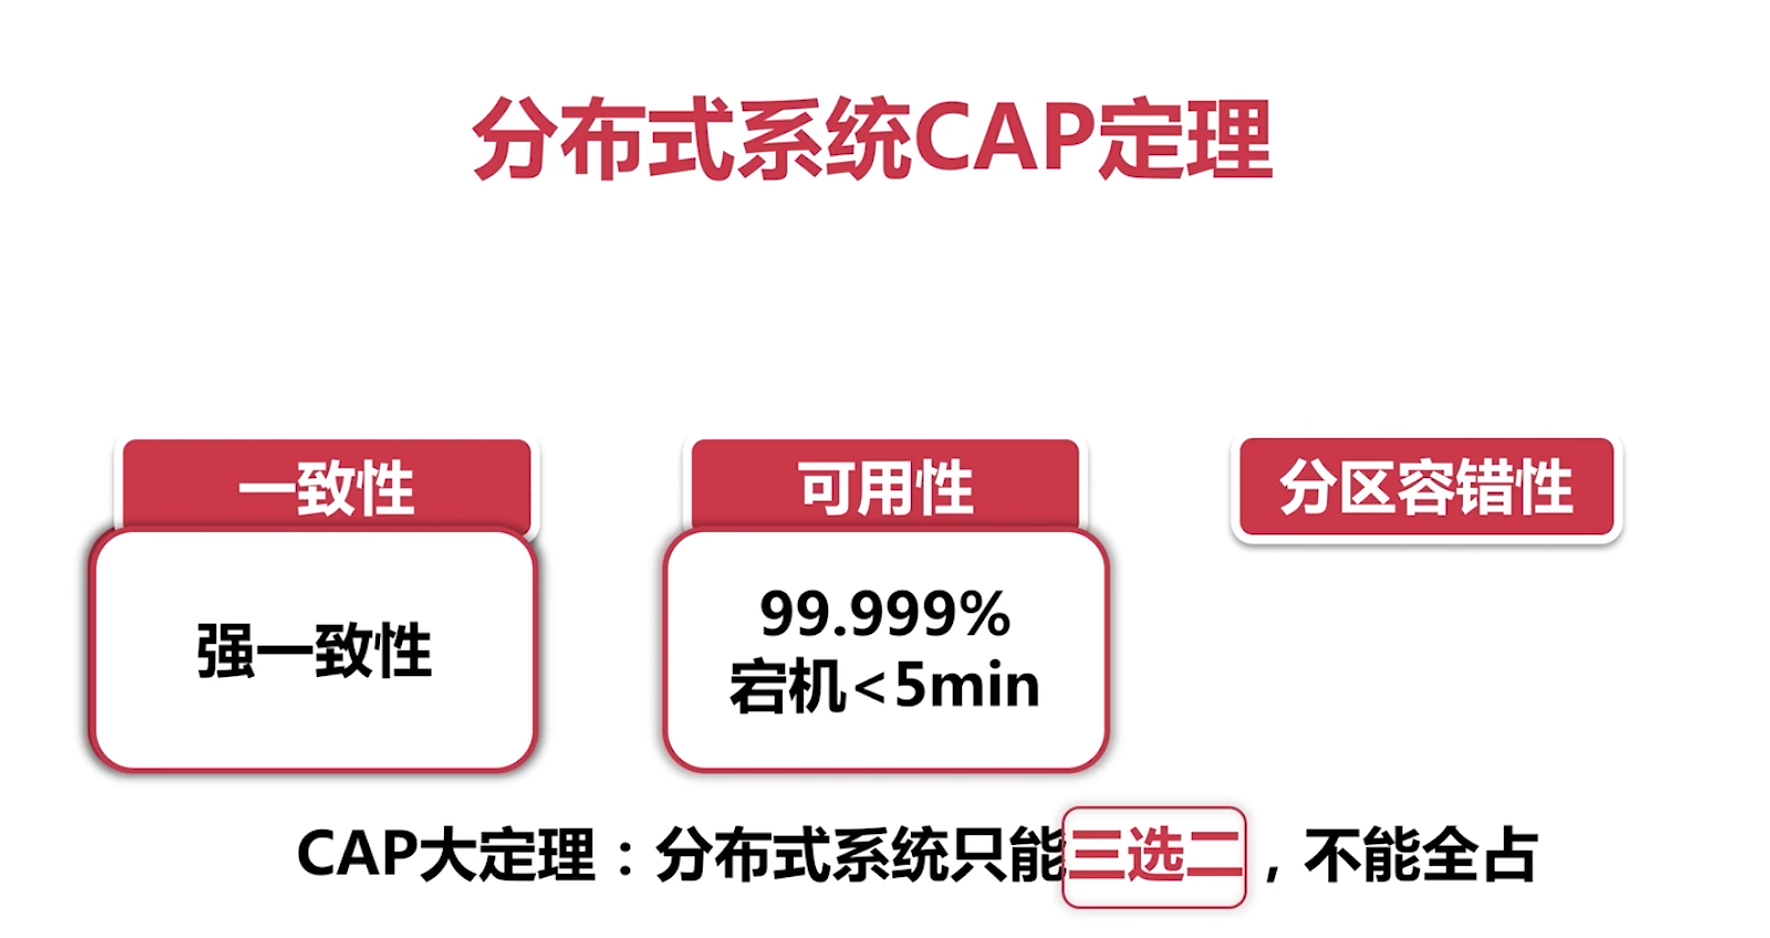 分布式系统CAP定理
一致性
可用性
分区容错性
强一致性
99.999%
宕机<5min
CAP大定理：分布式系统只能三选二，不能全占